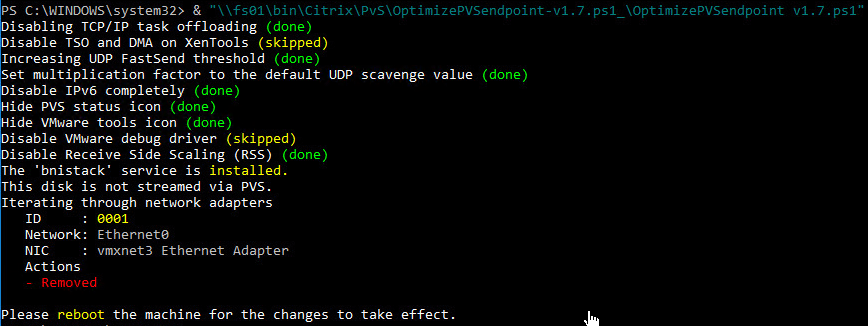 PS C:\WINDOWS\system32> & "\\fs01\bin\Citrix\PvS\OptimizePVSendpoint-v1.7.ps1_\OptimizePVSendpoint v1.7.ps1"
Disabling TCP/IP task offloading (done)
Disable TSO and DMA on XenTools (skipped)
Increasing UDP FastSend threshold (done)
Set multiplication factor to the default UDP scavenge value (done)
Disable IPv6 completely (done)
Hide PVS status icon (done)
Hide VMware tools icon (done)
Disable VMware debug driver (skipped)
Disable Receive Side Scaling (RSS) (done)
The 'bnistack' service is installed.
This disk is not streamed via PVS.
Iterating through network adapters
   ID     : 0001
   Network: Ethernet0
   NIC    : vmxnet3 Ethernet Adapter
   Actions
   - Removed
Please reboot the machine for the changes to take effect.